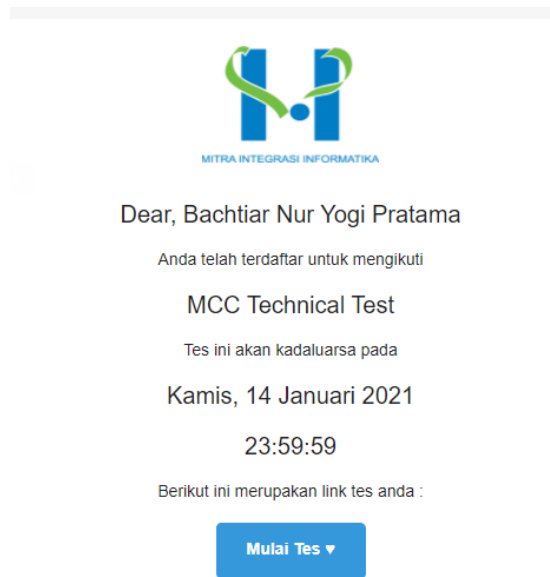 MITRA INTEGRASI INFORMATIKA
Dear, Bachtiar Nur Yogi Pratama
Anda telah terdaftar untuk mengikuti
MCC Technical Test
Tes ini akan kadaluarsa pada
Kamis, 14 Januari 2021
23:59:59
Berikut ini merupakan link tes anda :
Mulai Tes ♥